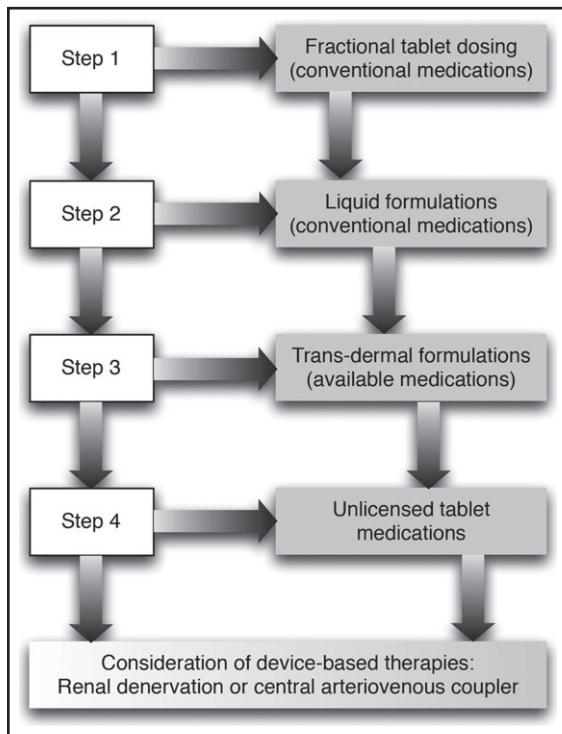 Step 1
Fractional tablet dosing
(conventional medications)
Step 2
Liquid formulations
(conventional medications)
Step 3
Trans-dermal formulations
(available medications)
Step 4
Unlicensed tablet
medications
Consideration of device-based therapies:
Renal denervation or central arteriovenous coupler